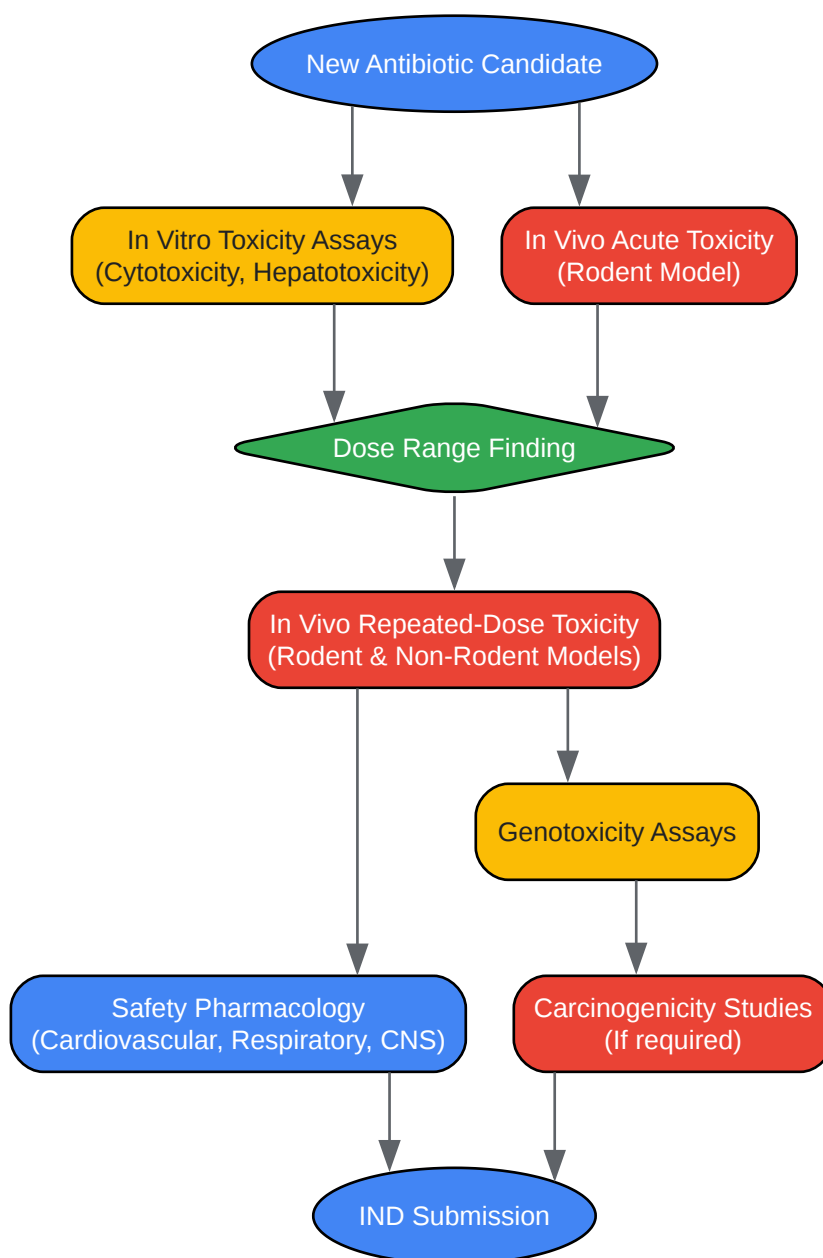 New Antibiotic Candidate
In Vitro Toxicity Assays
(Cytotoxicity, Hepatotoxicity)
In Vivo Acute Toxicity
(Rodent Model)
Dose Range Finding
In Vivo Repeated-Dose Toxicity
(Rodent & Non-Rodent Models)
Genotoxicity Assays
Safety Pharmacology
(Cardiovascular, Respiratory, CNS)
Carcinogenicity Studies
(If required)
IND Submission